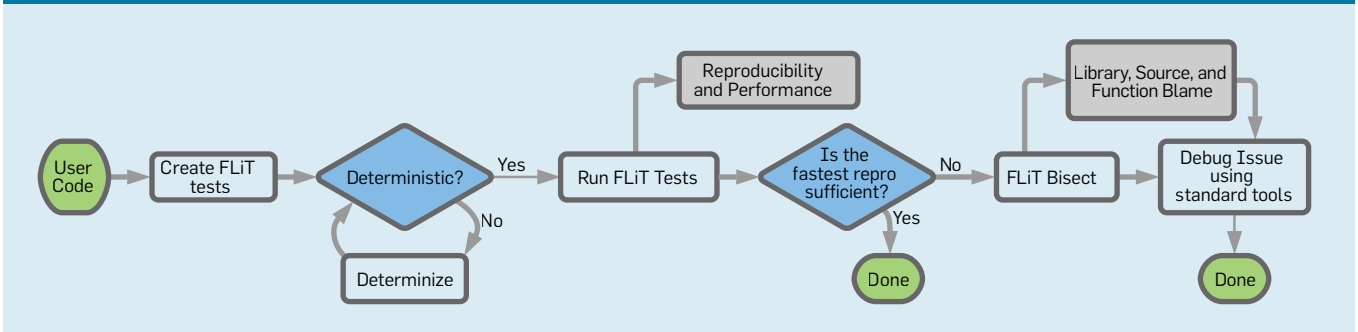 User
Code
Create FLiT
tests
Deterministic?
Yes
No
Determinize
Run FLiT Tests
Reproducibility
and Performance
Is the
fastest repro
sufficient?
No
Yes
Done
FLiT Bisect
Library, Source, and
Function Blame
Debug Issue
using
standard tools
Done